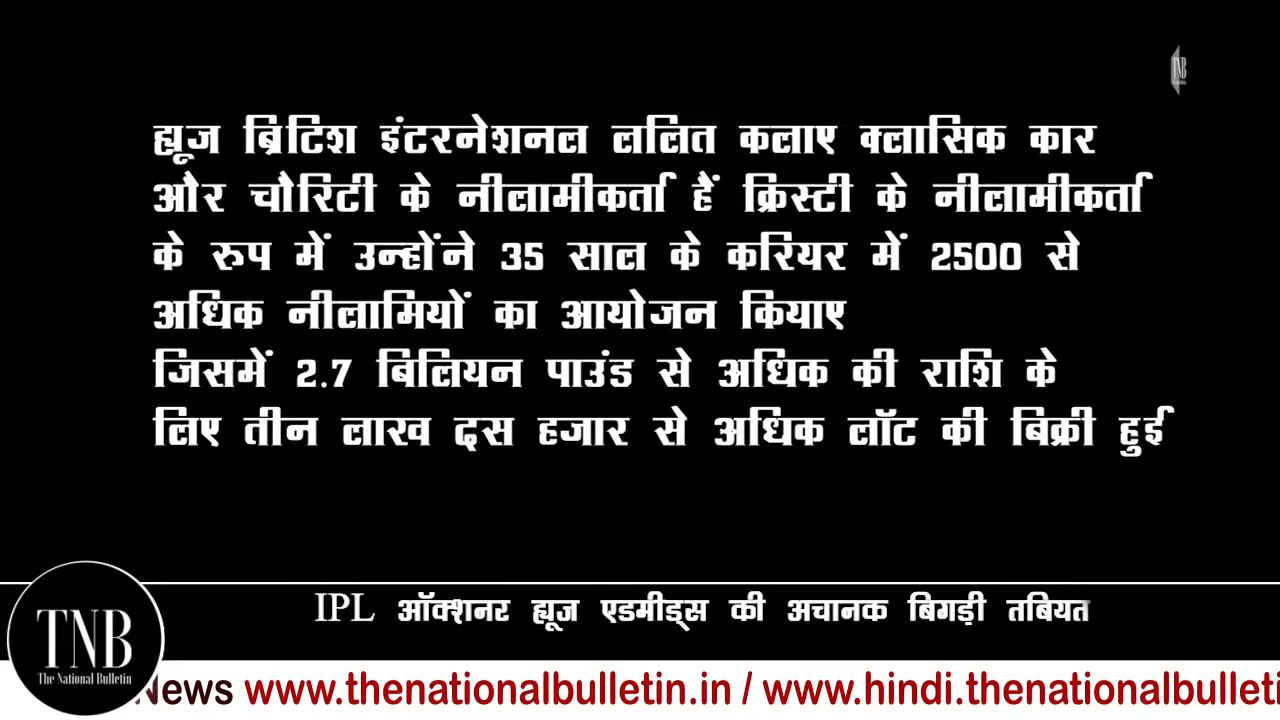 TNB
ह्यूज ब्रिटिश इंटरनेशनल ललित कलाए क्लासिक कार
और चौरिटी के नीलामीकर्ता हैं क्रिस्टी के नीलामीकर्ता
के रुप में उन्होंने 35 साल के करियर में 2500 से
अधिक नीलामियों का आयोजन कियाए
जिसमें 2.7 बिलियन पाउंड से अधिक की राशि के
लिए तीन लाख दस हजार से अधिक लॉट की बिक्री हुई
IPL ऑक्शनर ह्यूज एडमीड्स की अचानक बिगड़ी तबियत
TNB
The National Bulletin
News www.thenationalbulletin.in / www.hindi.thenationalbulleti